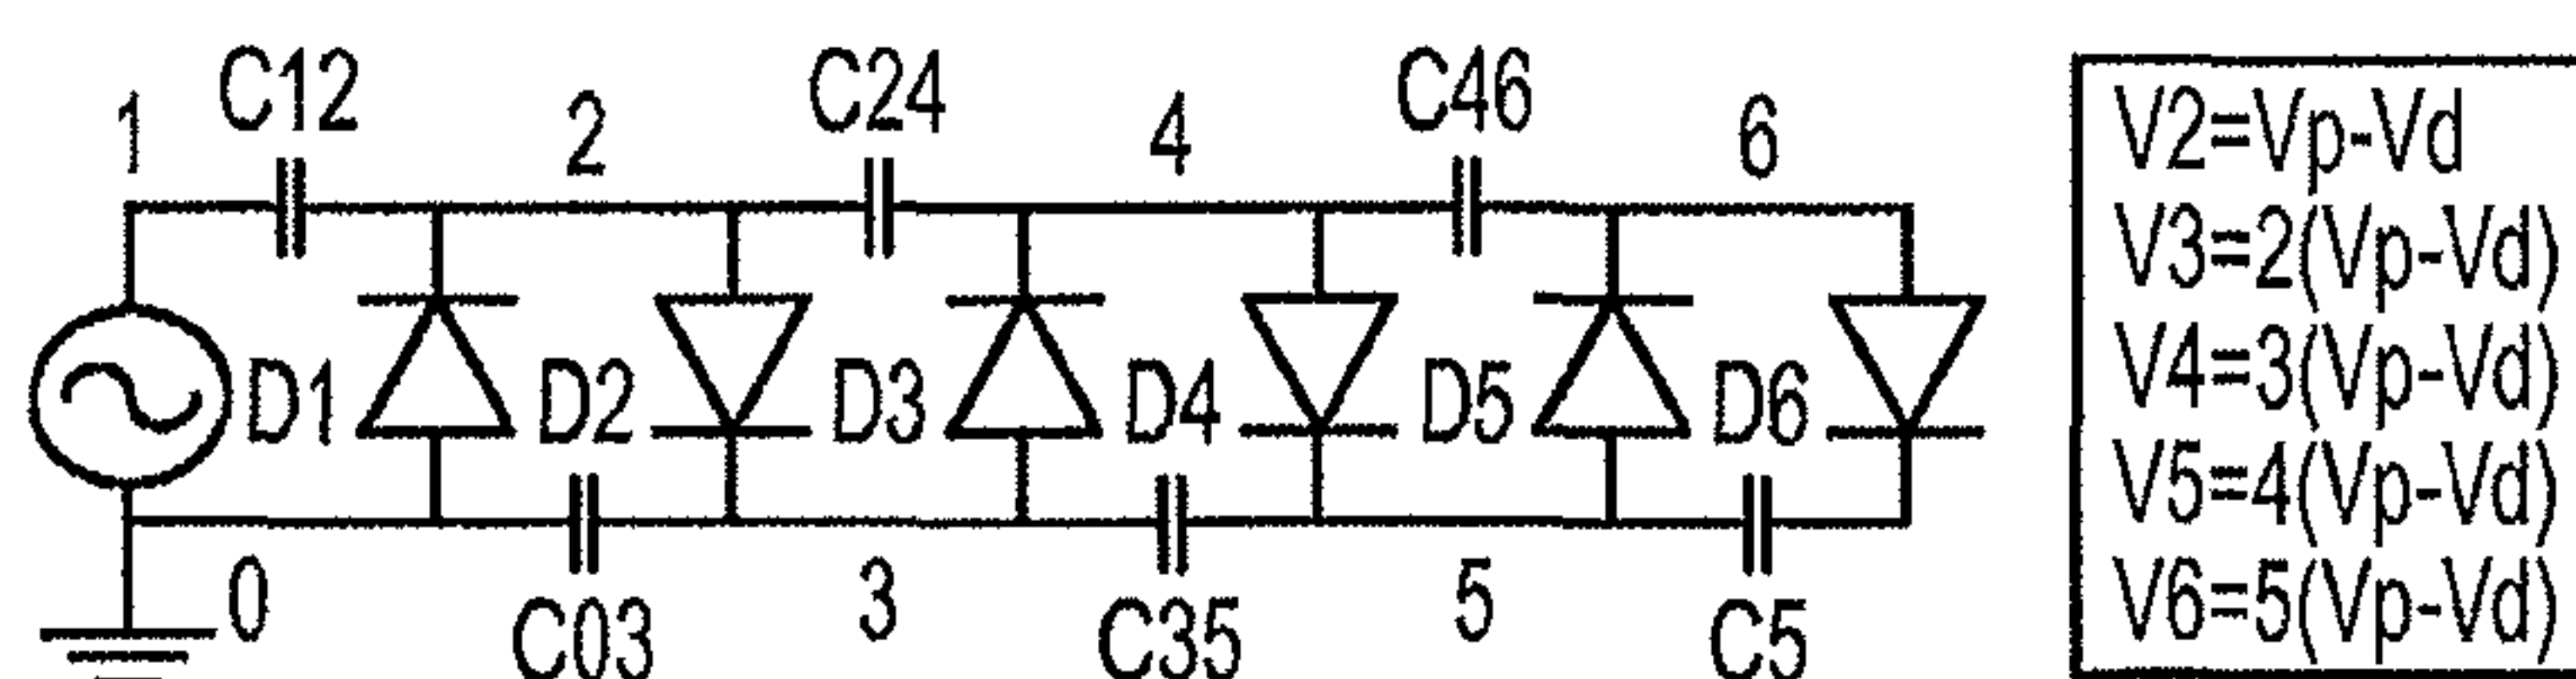 1
C12
2
C24
4
C46
6
D1
D2
D3
D4
D5
D6
0
C03
3
C35
5
C5
V2=Vp-Vd
V3=2(Vp-Vd)
V4=3(Vp-Vd)
V5=4(Vp-Vd)
V6=5(Vp-Vd)